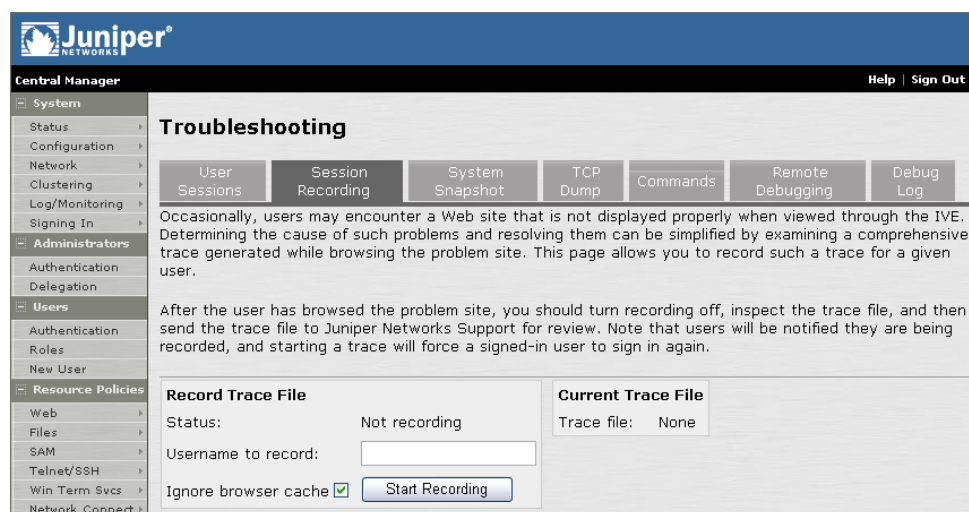 Juniper®
NETWORKS
Central Manager
Help | Sign Out
System
Status
Configuration
Network
Clustering
Log/Monitoring
Signing In
Administrators
Authentication
Delegation
Users
Authentication
Roles
New User
Resource Policies
Web
Files
SAM
Telnet/SSH
Win Term Svcs
Network Connect
Troubleshooting
User
Sessions
Session
Recording
System
Snapshot
TCP
Dump
Commands
Remote
Debugging
Debug
Log
Occasionally, users may encounter a Web site that is not displayed properly when viewed through the IVE.
Determining the cause of such problems and resolving them can be simplified by examining a comprehensive
trace generated while browsing the problem site. This page allows you to record such a trace for a given
user.
After the user has browsed the problem site, you should turn recording off, inspect the trace file, and then
send the trace file to Juniper Networks Support for review. Note that users will be notified they are being
recorded, and starting a trace will force a signed-in user to sign in again.
Record Trace File
Status: Not recording
Username to record:
Ignore browser cache Start Recording
Current Trace File
Trace file: None